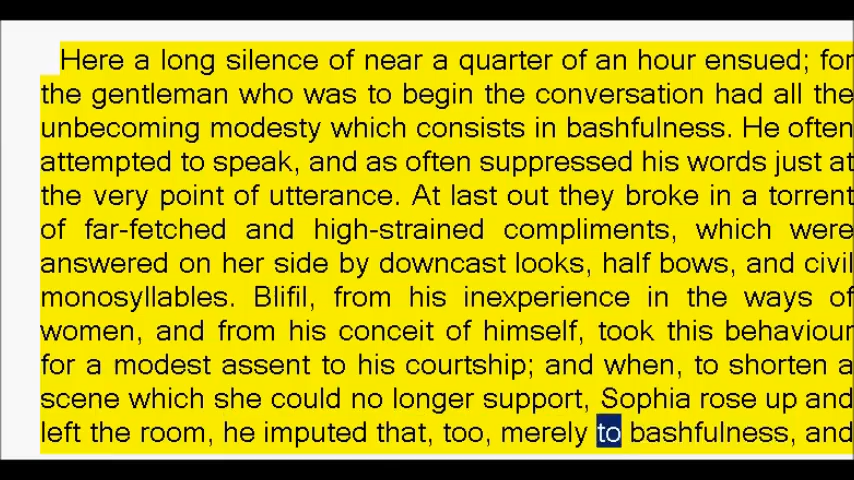 Here a long silence of near a quarter of an hour ensued; for
the gentleman who was to begin the conversation had all the
unbecoming modesty which consists in bashfulness. He often
attempted to speak, and as often suppressed his words just at
the very point of utterance. At last out they broke in a torrent
of far-fetched and high-strained compliments, which were
answered on her side by downcast looks, half bows, and civil
monosyllables. Blifil, from his inexperience in the ways of
women, and from his conceit of himself, took this behaviour
for a modest assent to his courtship; and when, to shorten a
scene which she could no longer support, Sophia rose up and
left the room, he imputed that, too, merely to bashfulness, and